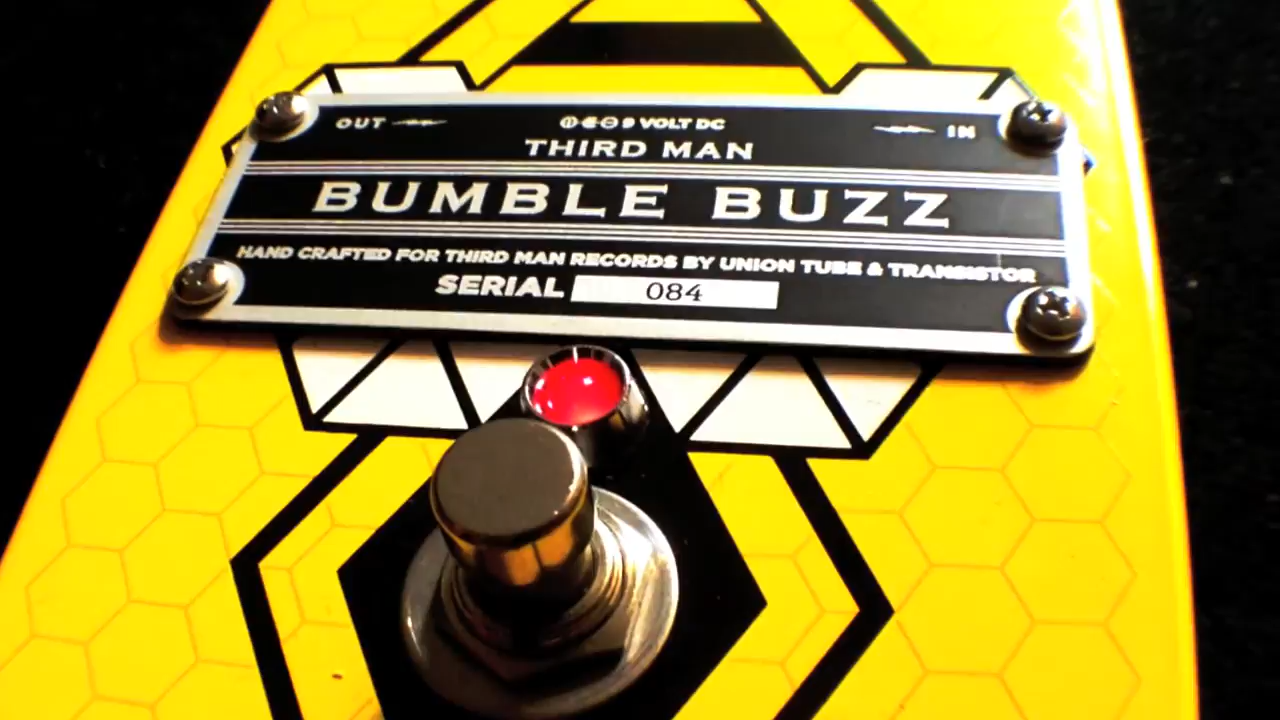 OUT 9 VOLT DC IN
THIRD MAN
BUMBLE BUZZ
HAND CRAFTED FOR THIRD MAN RECORDS BY UNION TUBE & TRANSISTOR
SERIAL 084